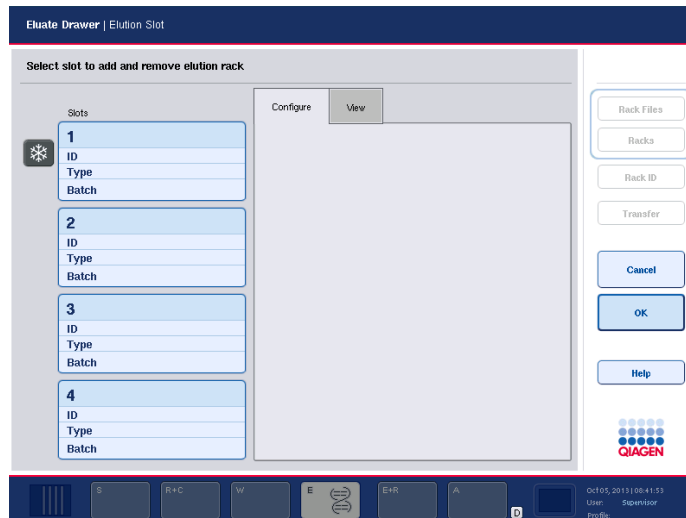 Eluate Drawer | Elution Slot
Select slot to add and remove elution rack
Slots
1
ID
Type
Batch
2
ID
Type
Batch
3
ID
Type
Batch
4
ID
Type
Batch
Configure
View
Rack Files
Racks
Rack ID
Transfer
Cancel
OK
Help
QIAGEN
S
R+C
W
E
E+R
A
D
Oct 05, 2013 | 08:41:53
User: Supervisor
Profile: